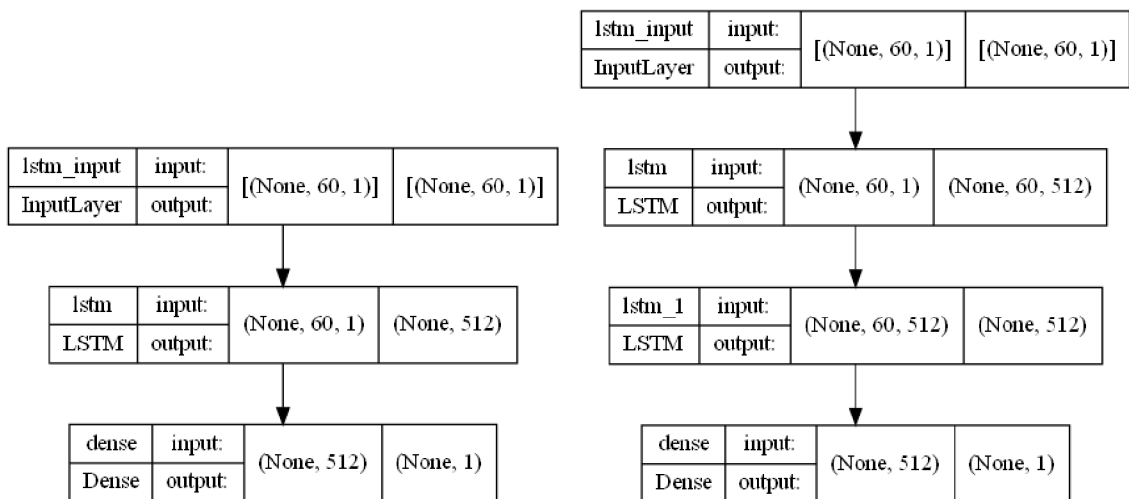 lstm_input input: [(None, 60, 1)] [(None, 60, 1)]
InputLayer output:
lstm input: (None, 60, 1) (None, 512)
LSTM output:
dense input: (None, 512) (None, 1)
Dense output:
lstm_input input: [(None, 60, 1)] [(None, 60, 1)]
InputLayer output:
lstm input: (None, 60, 1) (None, 60, 512)
LSTM output:
lstm_1 input: (None, 60, 512) (None, 512)
LSTM output:
dense input: (None, 512) (None, 1)
Dense output: